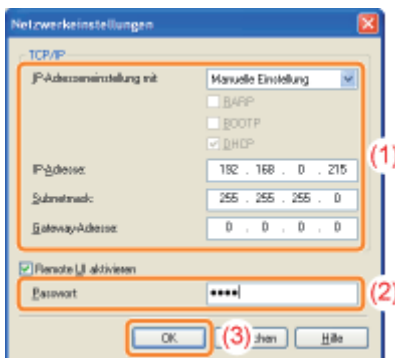 Netzwerkeinstellungen
TCP/IP
IP-Adresseneinstellung mit Manuelle Einstellung
RARP
BOOTP
DHCP
(1)
IP-Adresse: 192 . 168 . 0 . 215
Subnetmask: 255 . 255 . 255 . 0
Gateway-Adresse: 0 . 0 . 0 . 0
Remote UI aktivieren
Passwort ●●●●
(2)
OK (3) Hilfe